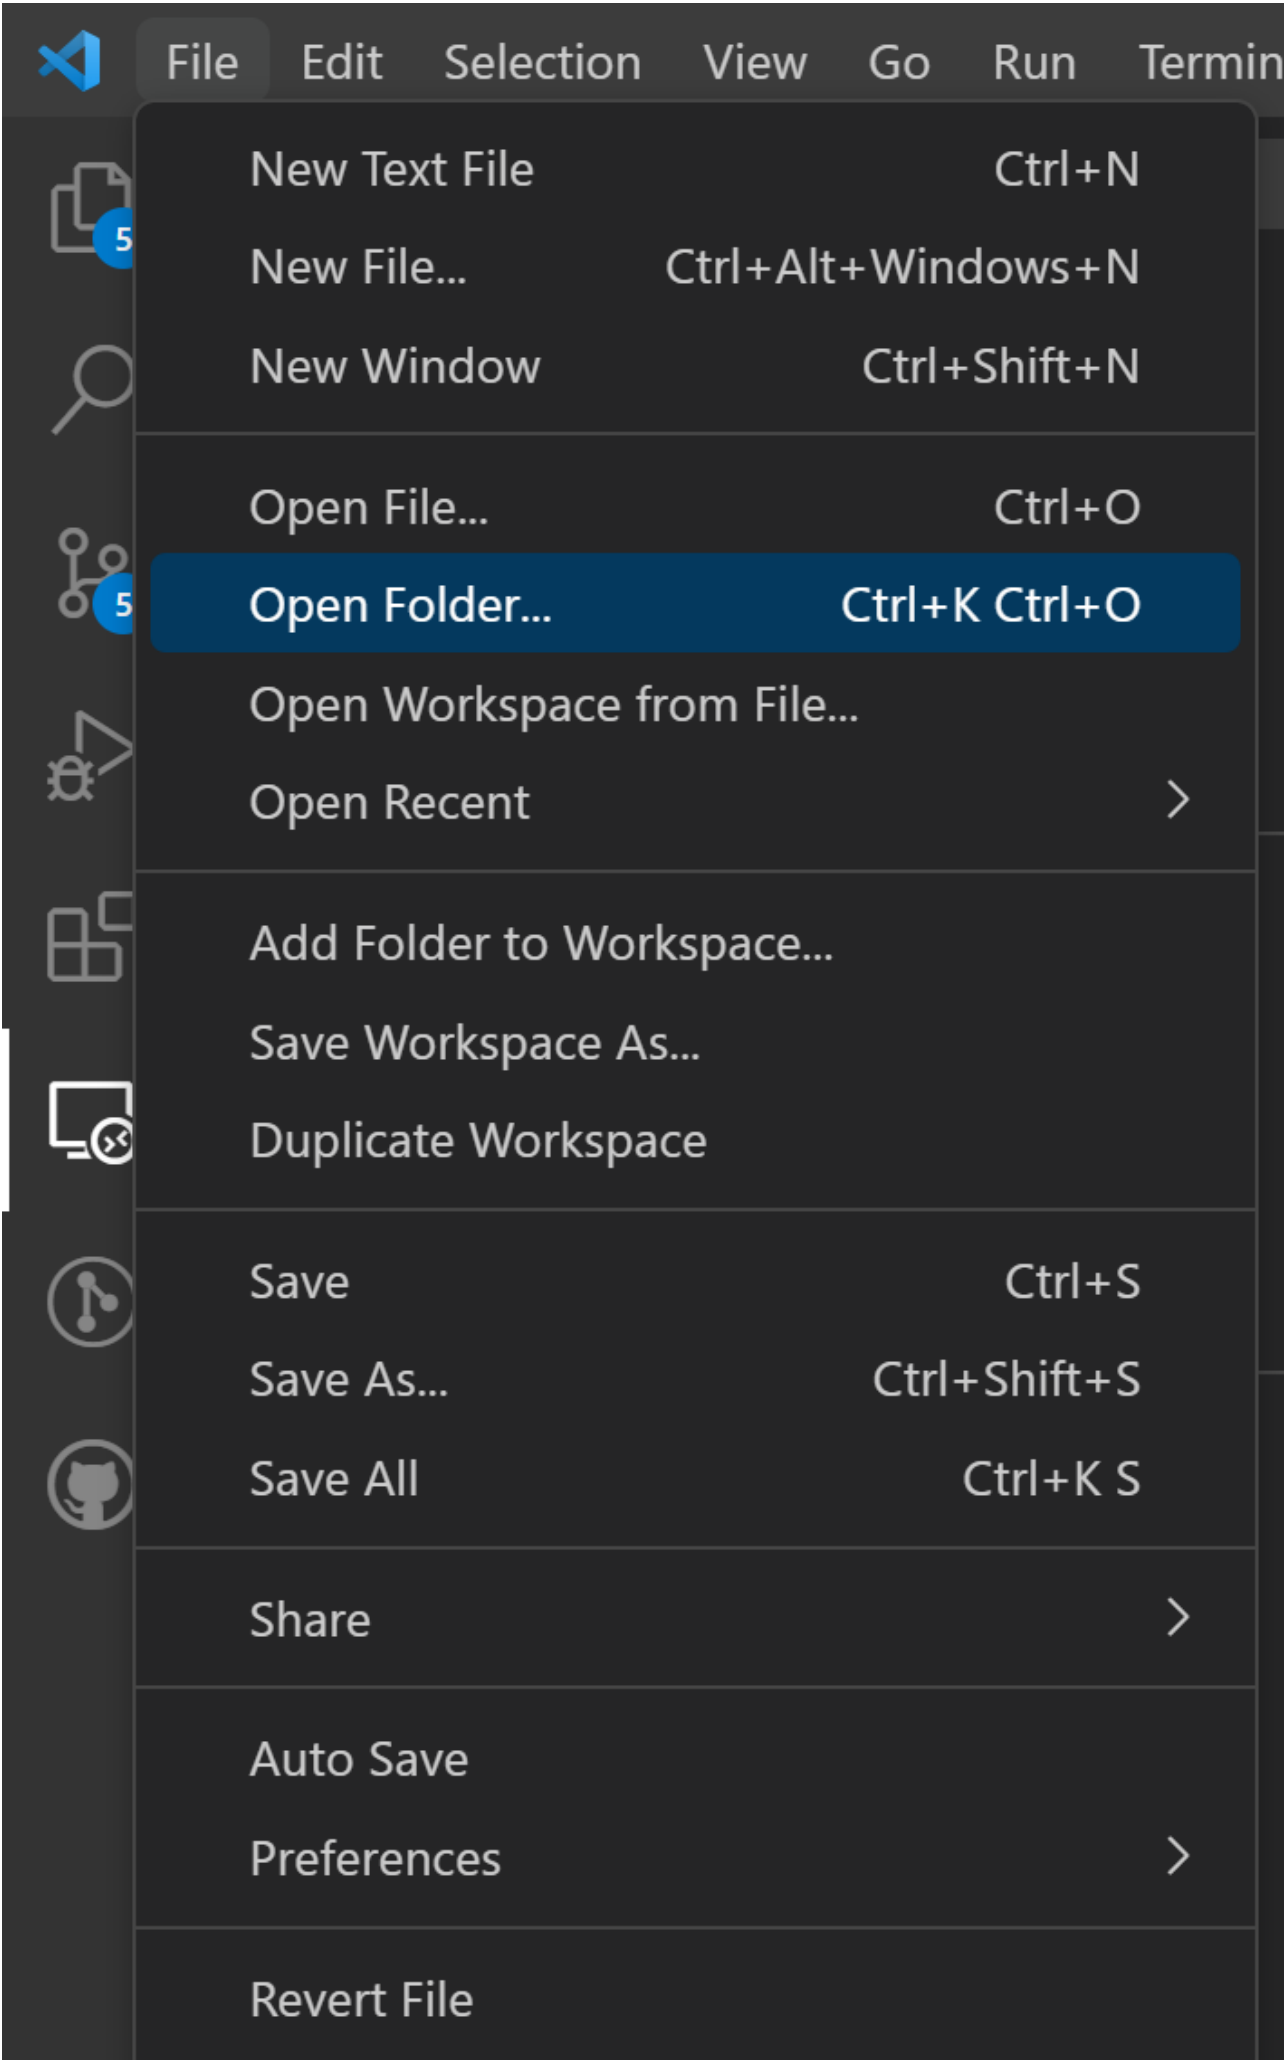 File Edit Selection View Go Run Termin
New Text File Ctrl+N
5
New File... Ctrl+Alt+Windows+N
New Window Ctrl+Shift+N
Open File... Ctrl+O
5
Open Folder... Ctrl+K Ctrl+O
Open Workspace from File...
Open Recent
Add Folder to Workspace...
Save Workspace As...
Duplicate Workspace
Save Ctrl+S
Save As... Ctrl+Shift+S
Save All Ctrl+K S
Share
Auto Save
Preferences
Revert File